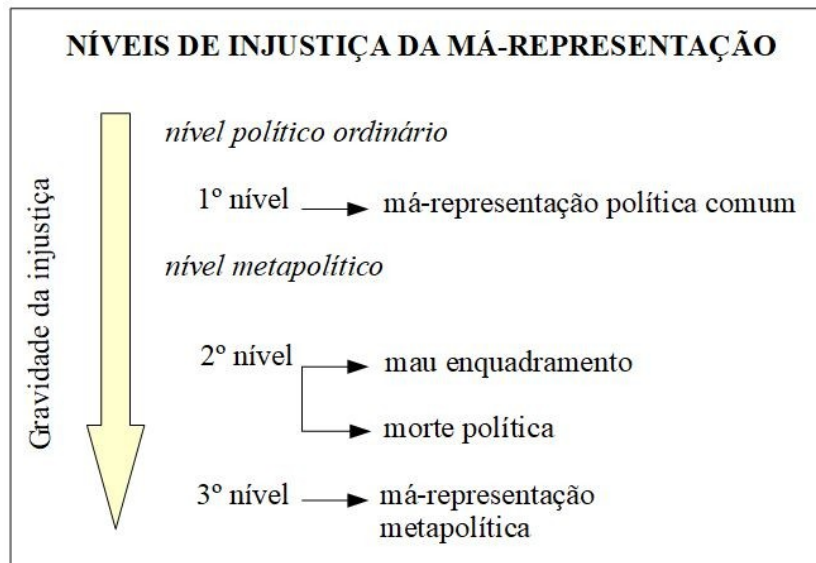 NÍVEIS DE INJUSTIÇA DA MÁ-REPRESENTAÇÃO
Gravidade da injustiça
nível político ordinário
1º nível má-representação política comum
nível metapolítico
2º nível mau enquadramento
morte política
3º nível má-representação
metapolítica